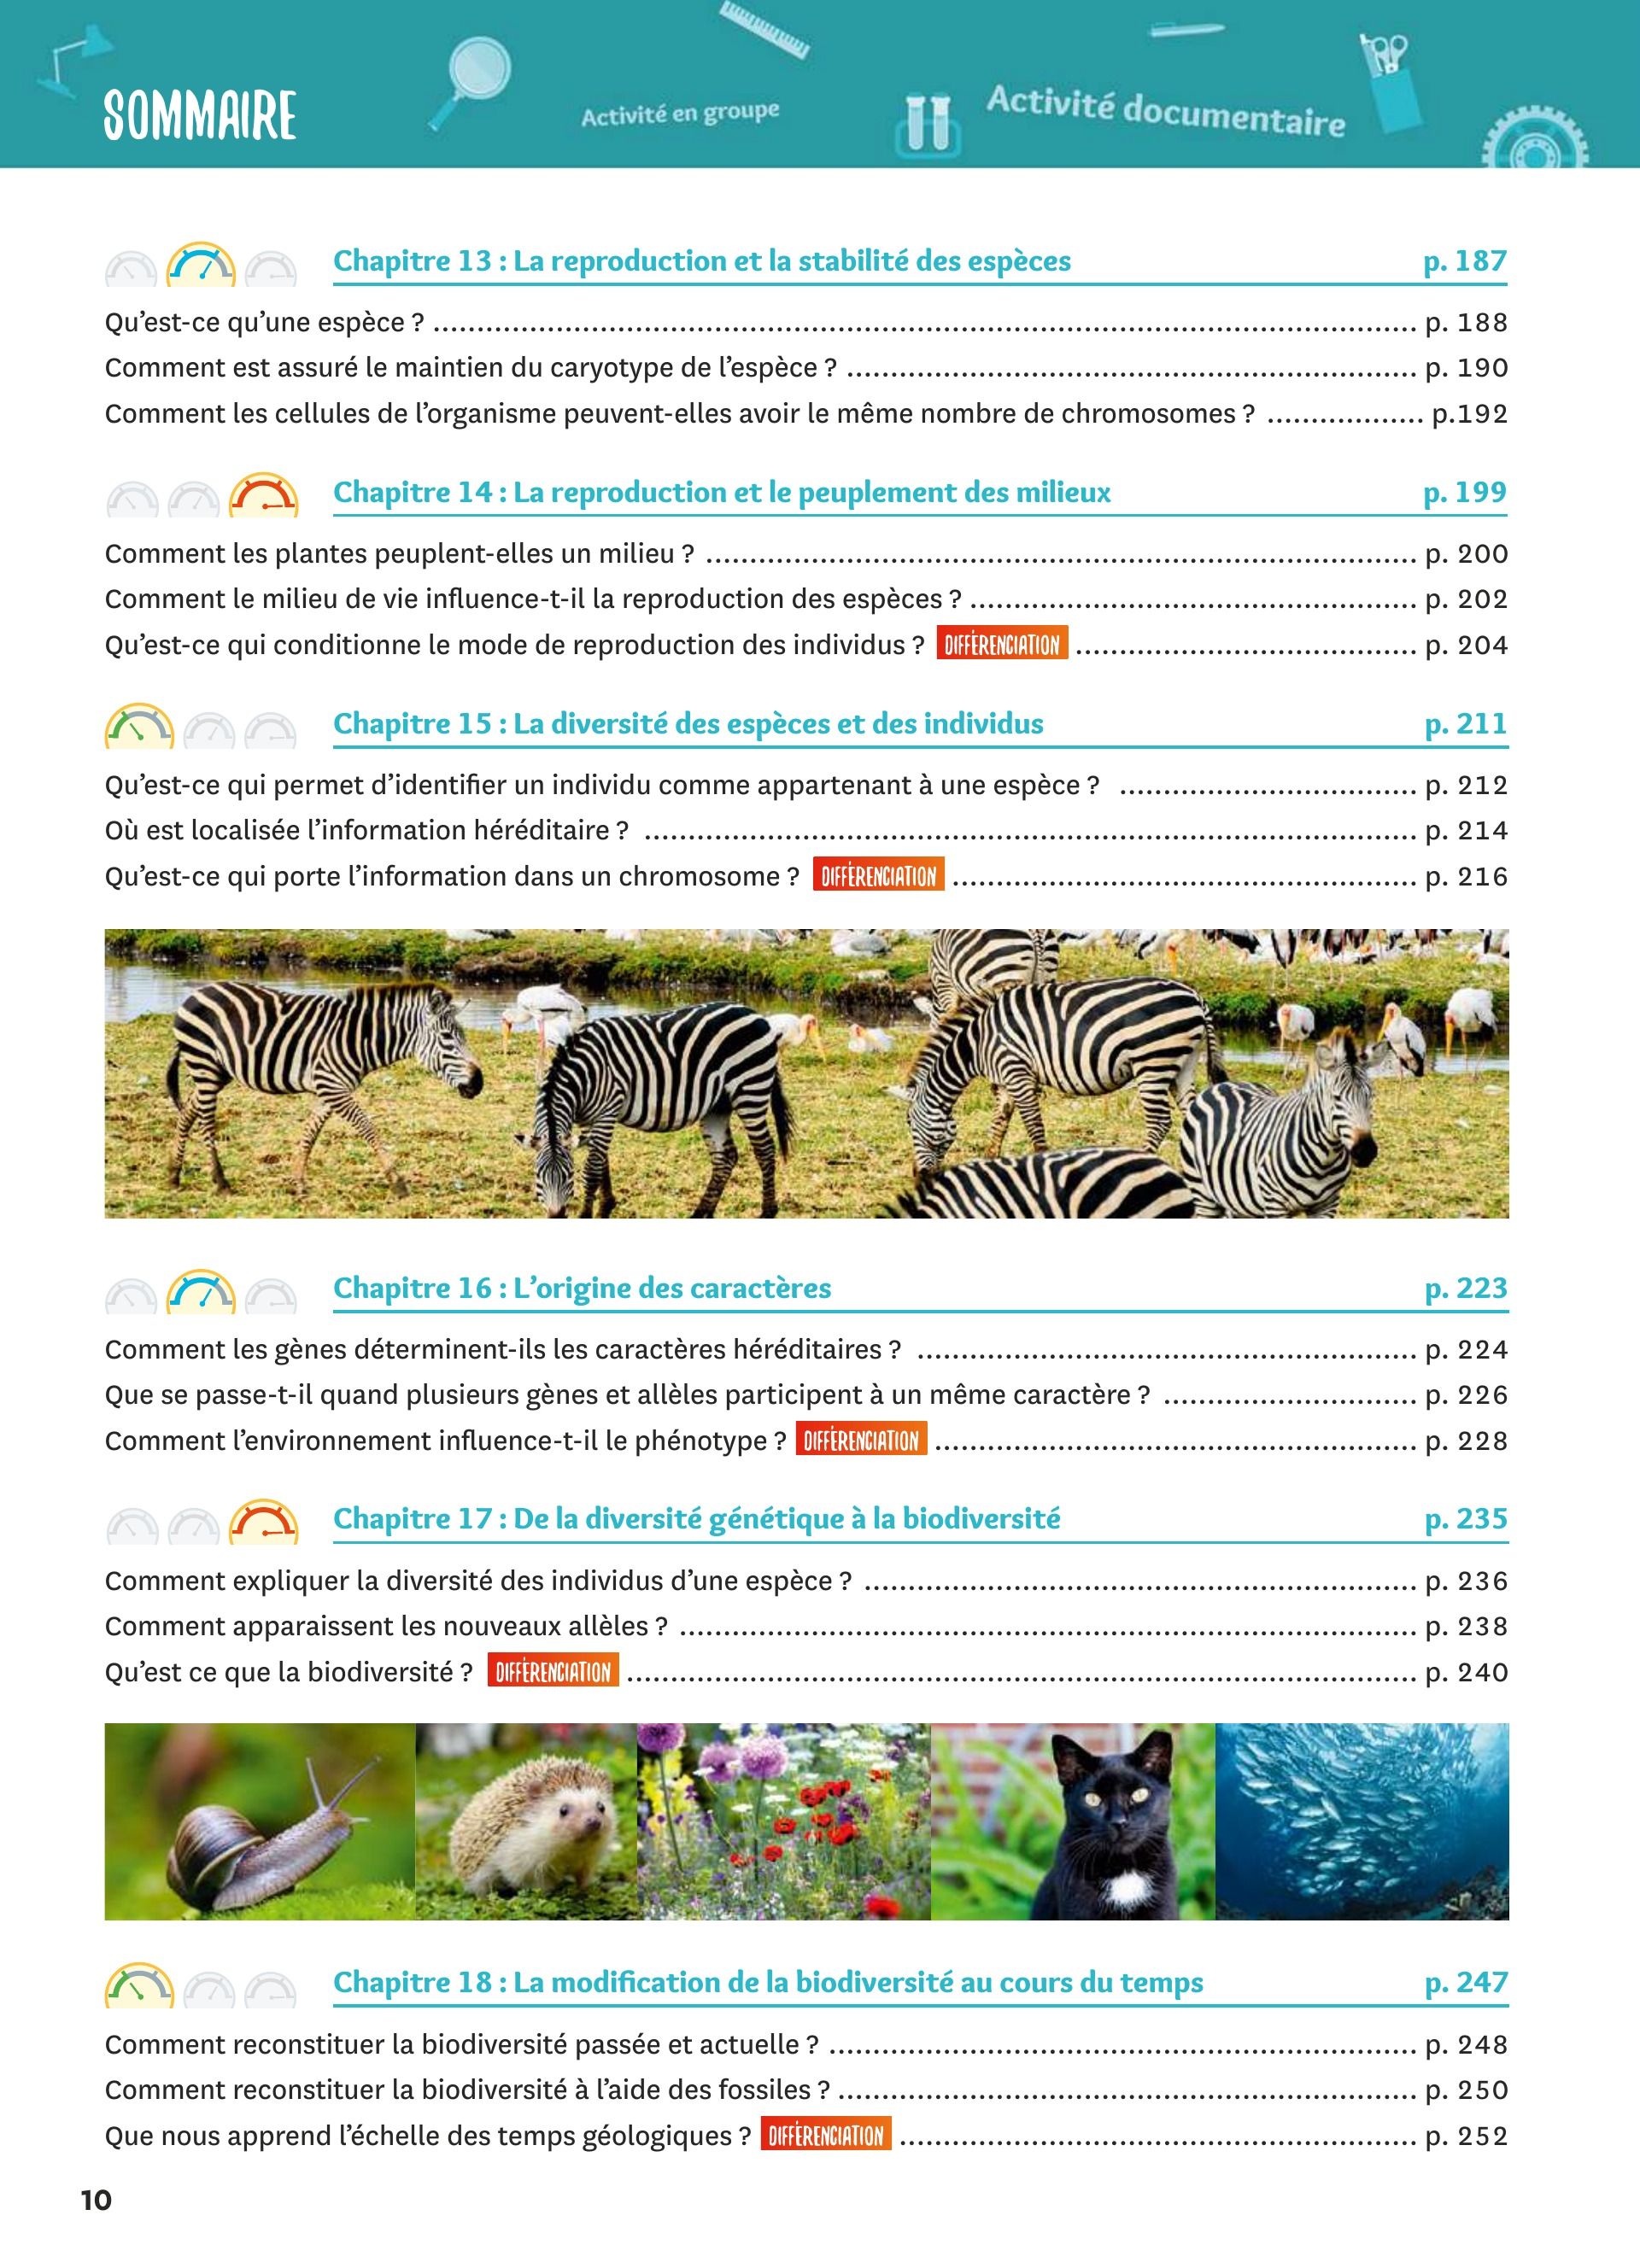 SOMMAIRE
Activité en groupe
Activité documentaire
Chapitre 13 : La reproduction et la stabilité des espèces p. 187
Qu’est-ce qu’une espèce ? p. 188
Comment est assuré le maintien du caryotype de l’espèce ? p. 190
Comment les cellules de l’organisme peuvent-elles avoir le même nombre de chromosomes ? p.192
Chapitre 14 : La reproduction et le peuplement des milieux p. 199
Comment les plantes peuplent-elles un milieu ? p. 200
Comment le milieu de vie influence-t-il la reproduction des espèces ? p. 202
Qu’est-ce qui conditionne le mode de reproduction des individus ? DIFFÉRENCIATION p. 204
Chapitre 15 : La diversité des espèces et des individus p. 211
Qu’est-ce qui permet d’identifier un individu comme appartenant à une espèce ? p. 212
Où est localisée l’information héréditaire ? p. 214
Qu’est-ce qui porte l’information dans un chromosome ? DIFFÉRENCIATION p. 216
Chapitre 16 : L’origine des caractères p. 223
Comment les gènes déterminent-ils les caractères héréditaires ? p. 224
Que se passe-t-il quand plusieurs gènes et allèles participent à un même caractère ? p. 226
Comment l’environnement influence-t-il le phénotype ? DIFFÉRENCIATION p. 228
Chapitre 17 : De la diversité génétique à la biodiversité p. 235
Comment expliquer la diversité des individus d’une espèce ? p. 236
Comment apparaissent les nouveaux allèles ? p. 238
Qu’est ce que la biodiversité ? DIFFÉRENCIATION p. 240
Chapitre 18 : La modification de la biodiversité au cours du temps p. 247
Comment reconstituer la biodiversité passée et actuelle ? p. 248
Comment reconstituer la biodiversité à l’aide des fossiles ? p. 250
Que nous apprend l’échelle des temps géologiques ? DIFFÉRENCIATION p. 252
10